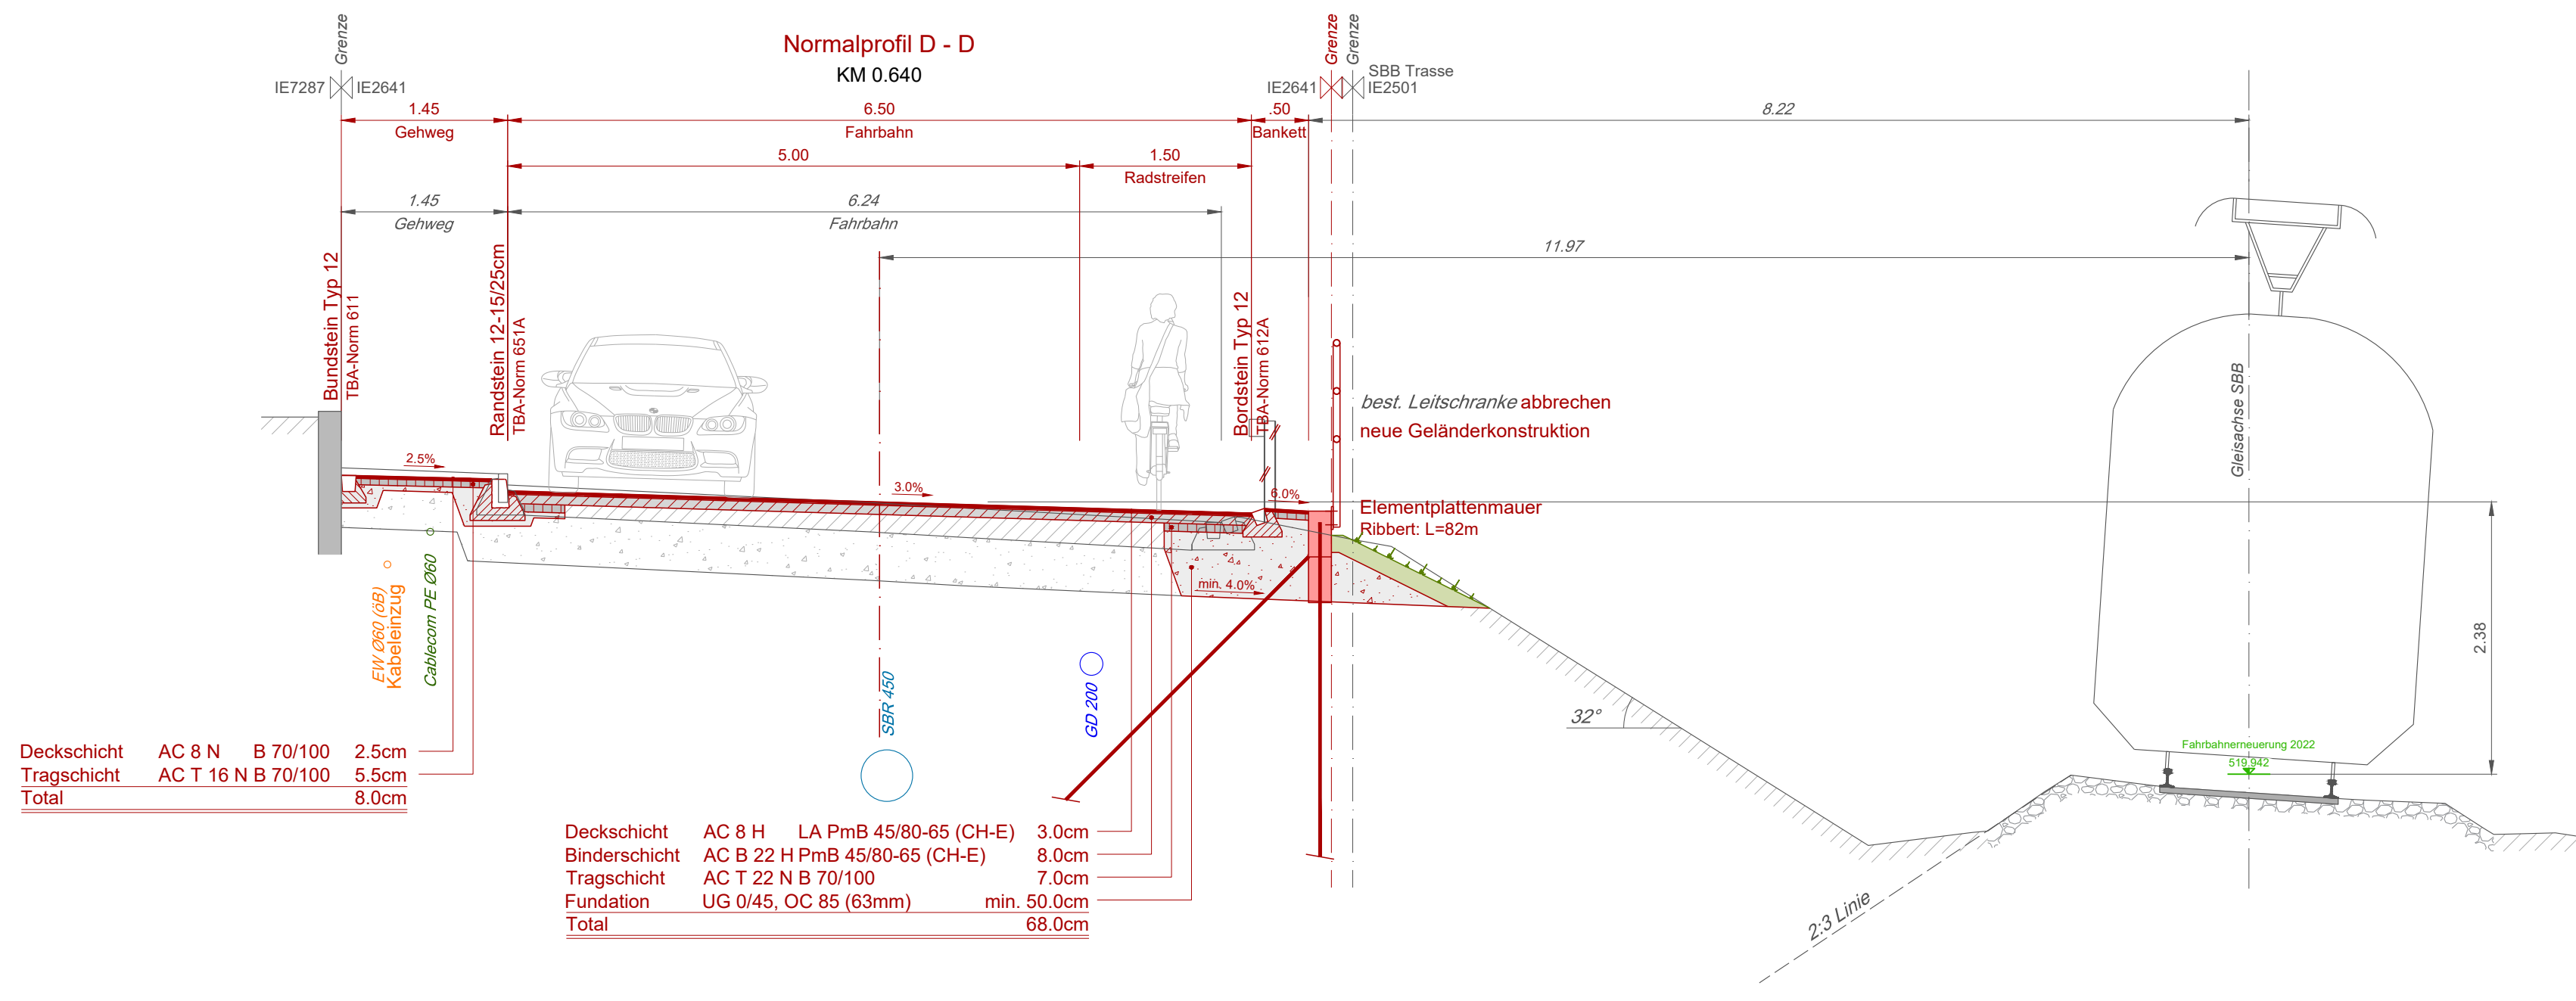 Normalprofil D - D
KM 0.640
Grenze
Grenze
Grenze
IE7287
IE2641
IE2641
SBB Trasse
IE2501
1.45
Gehweg
6.50
Fahrbahn
.50
Bankett
8.22
5.00
1.50
Radstreifen
1.45
Gehweg
6.24
Fahrbahn
11.97
Bundstein Typ 12
TBA-Norm 611
Randstein 12-15/25cm
TBA-Norm 651A
Bordstein Typ 12
TBA-Norm 612A
Gleisachse SBB
best. Leitschranke abbrechen
neue Geländerkonstruktion
2.5%
3.0%
6.0%
Elementplattenmauer
Ribbert: L=82m
min. 4.0%
EW Ø60 (öB)
Kabeleinzug
Cablecom PE Ø60
SBR 450
GD 200
32°
2.38
Fahrbahnerneuerung 2022
519.942
Deckschicht AC 8 N B 70/100 2.5cm
Tragschicht AC T 16 N B 70/100 5.5cm
Total 8.0cm
Deckschicht AC 8 H LA PmB 45/80-65 (CH-E) 3.0cm
Binderschicht AC B 22 H PmB 45/80-65 (CH-E) 8.0cm
Tragschicht AC T 22 N B 70/100 7.0cm
Fundation UG 0/45, OC 85 (63mm) min. 50.0cm
Total 68.0cm
2:3 Linie